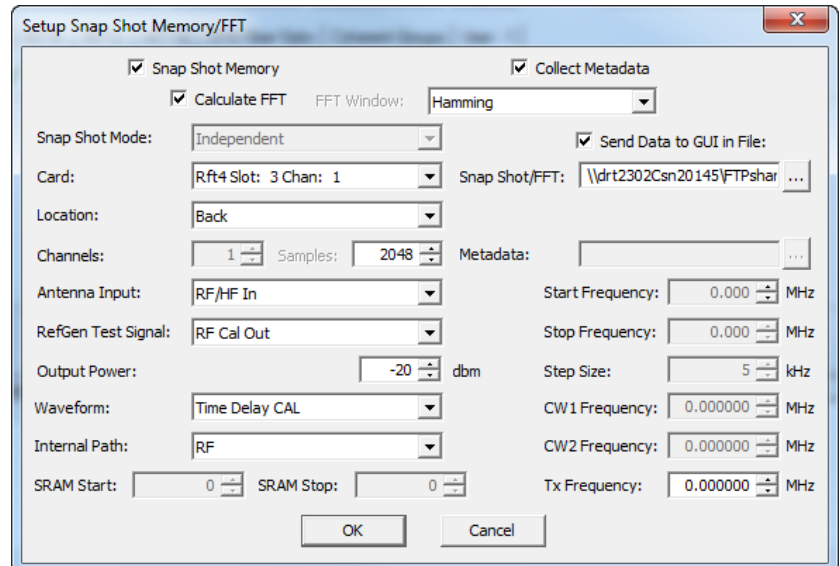 Setup Snap Shot Memory/FFT
Snap Shot Memory Collect Metadata
Calculate FFT FFT Window: Hamming
Snap Shot Mode: Independent Send Data to GUI in File:
Card: Rft4 Slot: 3 Chan: 1 Snap Shot/FFT: \\drt2302Csn20145\FTPshar ...
Location: Back
Channels: 1 Samples: 2048 Metadata: ...
Antenna Input: RF/HF In Start Frequency: 0.000 MHz
RefGen Test Signal: RF Cal Out Stop Frequency: 0.000 MHz
Output Power: -20 dbm Step Size: 5 kHz
Waveform: Time Delay CAL CW1 Frequency: 0.000000 MHz
Internal Path: RF CW2 Frequency: 0.000000 MHz
SRAM Start: 0 SRAM Stop: 0 Tx Frequency: 0.000000 MHz
OK Cancel